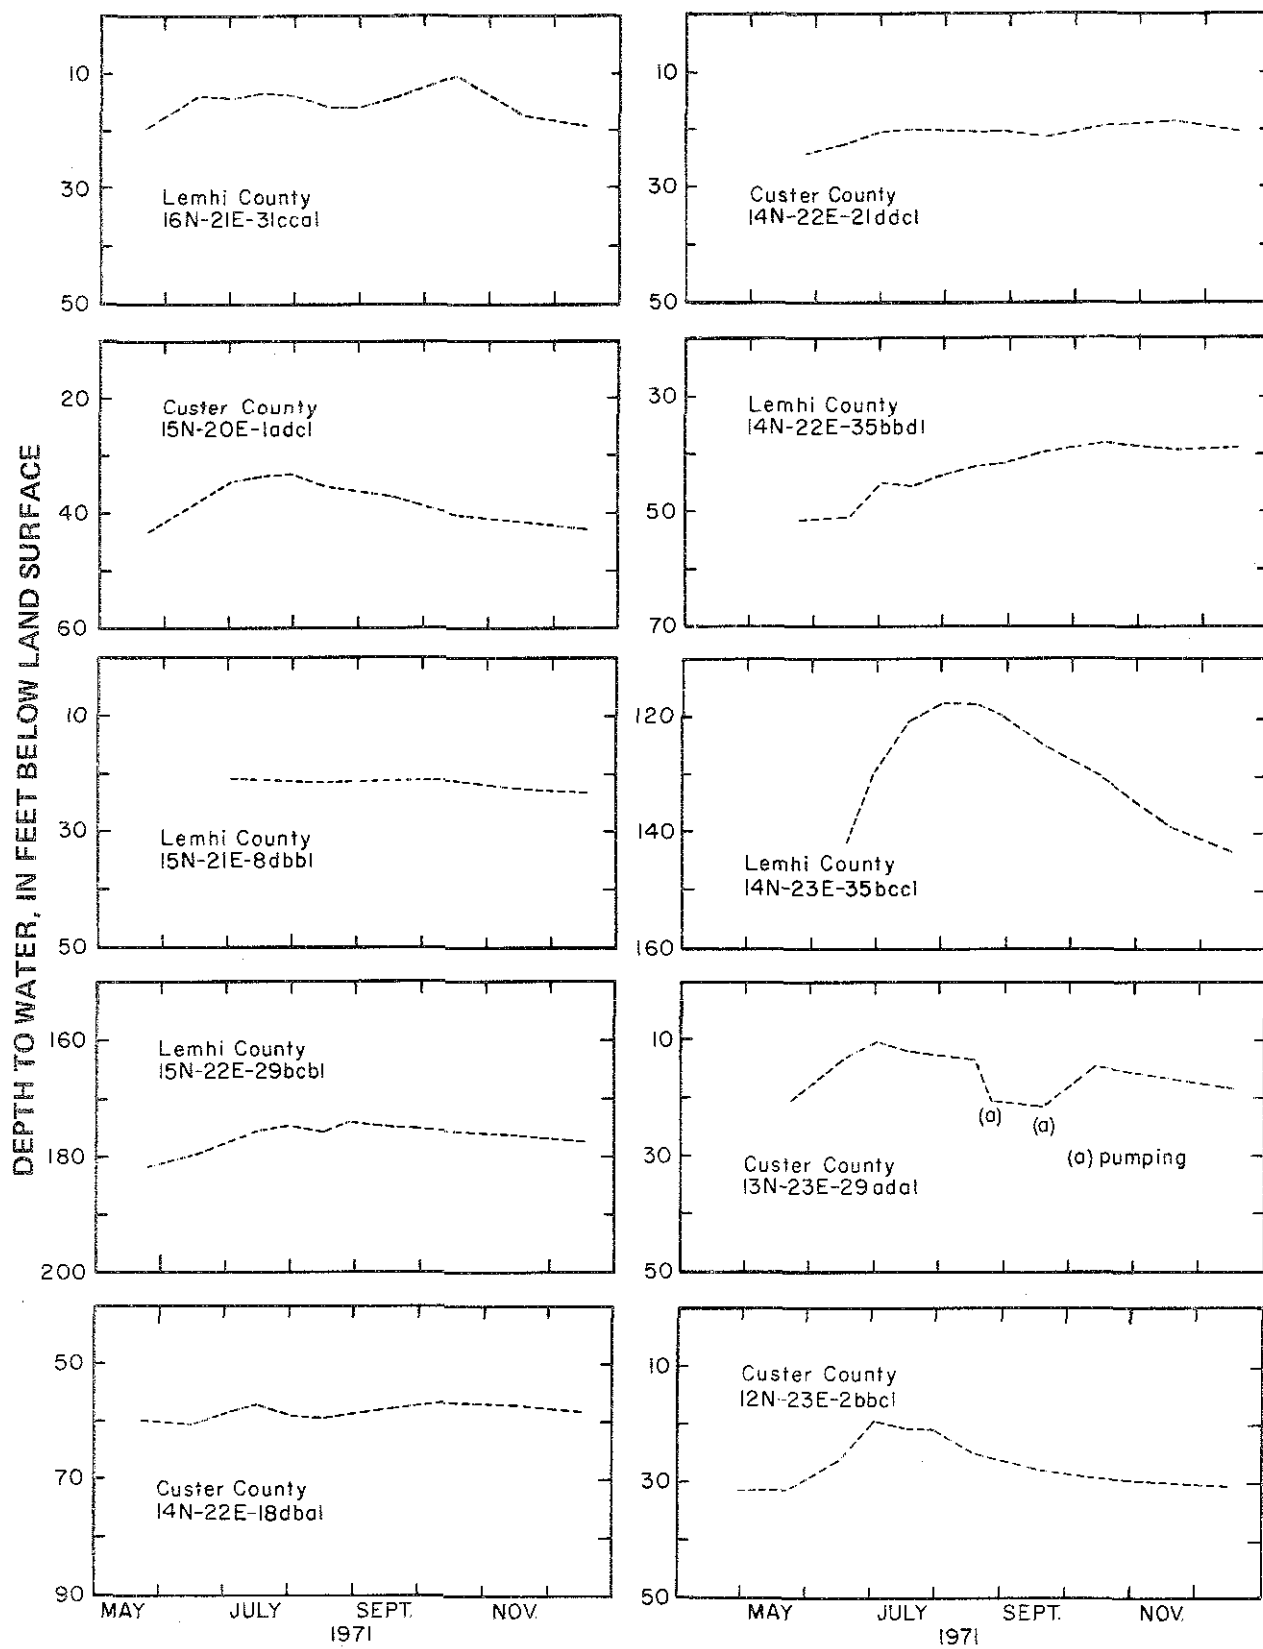 DEPTH TO WATER, IN FEET BELOW LAND SURFACE
10
30
50
Lemhi County
16N-21E-31cca1
20
40
60
Custer County
15N-20E-1adc1
10
30
50
Lemhi County
15N-21E-8dbb1
160
180
200
Lemhi County
15N-22E-29bcb1
50
70
90
Custer County
14N-22E-18dba1
MAY JULY SEPT. NOV.
1971
10
30
50
Custer County
14N-22E-21ddc1
30
50
70
Lemhi County
14N-22E-35bbd1
120
140
160
Lemhi County
14N-23E-35bcc1
10
30
50
(a) (a)
(a) pumping
Custer County
13N-23E-29ada1
10
30
50
Custer County
12N-23E-2bbc1
MAY JULY SEPT. NOV.
1971